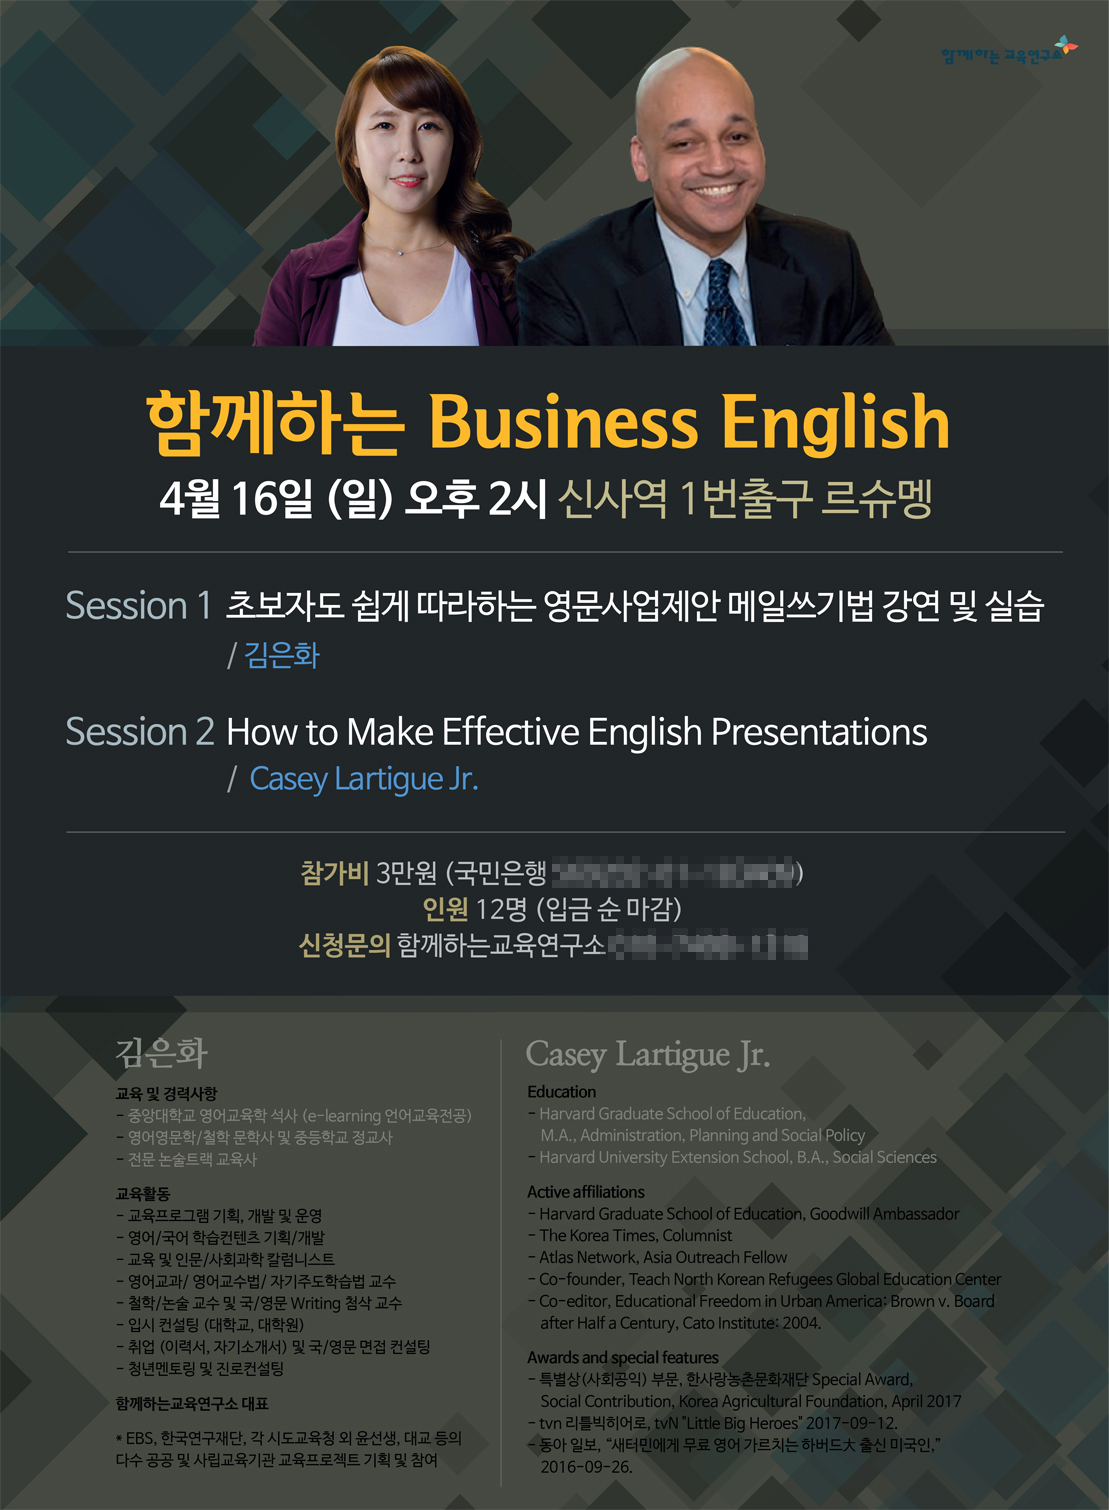 함께하는 교육연구소
함께하는 Business English
4월 16일 (일) 오후 2시 신사역 1번출구 르슈멩
Session 1 초보자도 쉽게 따라하는 영문사업제안 메일쓰기법 강연 및 실습
/ 김은화
Session 2 How to Make Effective English Presentations
/ Casey Lartigue Jr.
참가비 3만원 (국민은행 )
인원 12명 (입금 순 마감)
신청문의 함께하는교육연구소
김은화
교육 및 경력사항
- 중앙대학교 영어교육학 석사 (e-learning 언어교육전공)
- 영어영문학/철학 문학사 및 중등학교 정교사
- 전문 논술트랙 교육사
교육활동
- 교육프로그램 기획, 개발 및 운영
- 영어/국어 학습컨텐츠 기획/개발
- 교육 및 인문/사회과학 칼럼니스트
- 영어교과/ 영어교수법/ 자기주도학습법 교수
- 철학/논술 교수 및 국/영문 Writing 첨삭 교수
- 입시 컨설팅 (대학교, 대학원)
- 취업 (이력서, 자기소개서) 및 국/영문 면접 컨설팅
- 청년멘토링 및 진로컨설팅
함께하는교육연구소 대표
* EBS, 한국연구재단, 각 시도교육청 외 윤선생, 대교 등의
다수 공공 및 사립교육기관 교육프로젝트 기획 및 참여
Casey Lartigue Jr.
Education
- Harvard Graduate School of Education,
M.A., Administration, Planning and Social Policy
- Harvard University Extension School, B.A., Social Sciences
Active affiliations
- Harvard Graduate School of Education, Goodwill Ambassador
- The Korea Times, Columnist
- Atlas Network, Asia Outreach Fellow
- Co-founder, Teach North Korean Refugees Global Education Center
- Co-editor, Educational Freedom in Urban America: Brown v. Board
after Half a Century, Cato Institute: 2004.
Awards and special features
- 특별상(사회공익) 부문, 한사랑농촌문화재단 Special Award,
Social Contribution, Korea Agricultural Foundation, April 2017
- tvn 리틀빅히어로, tvN "Little Big Heroes" 2017-09-12.
- 동아 일보, “새터민에게 무료 영어 가르치는 하버드大 출신 미국인,”
2016-09-26.